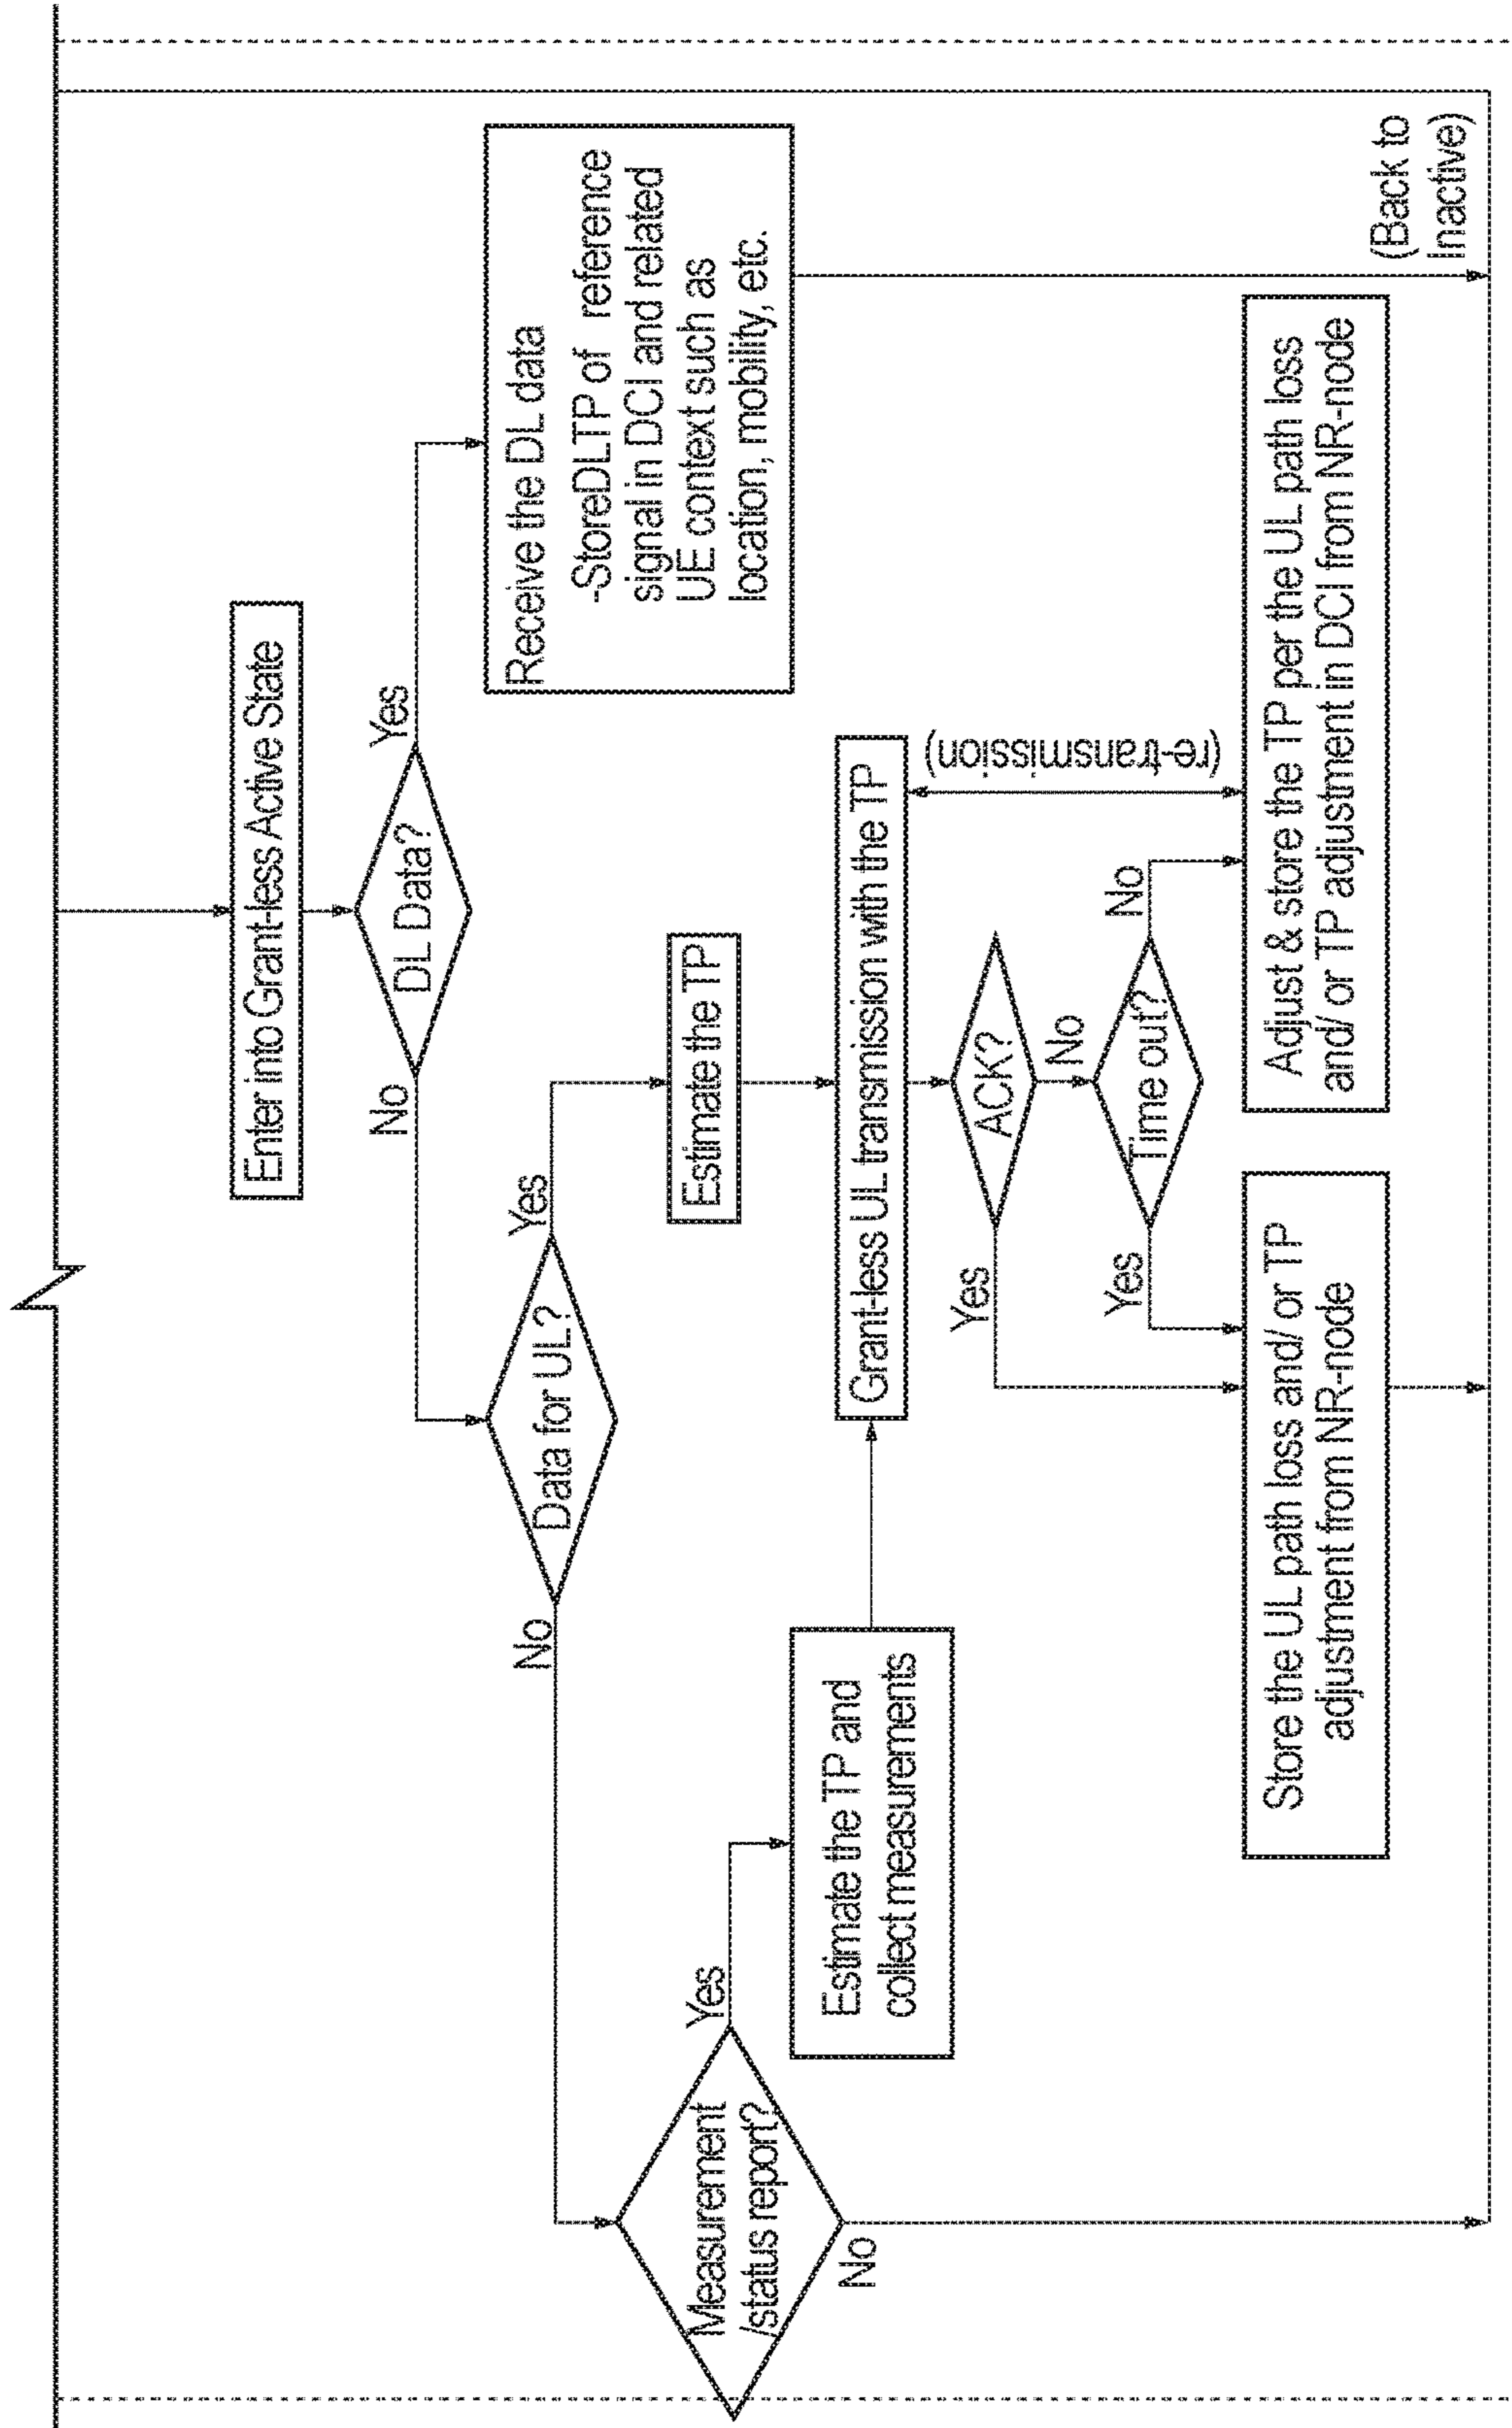 Enter into Grant-less Active State
DL Data?
Yes
No
Receive the DL data
-StoreDLTP of reference
signal in DCI and related
UE context such as
location, mobility, etc.
Data for UL?
Yes
No
Estimate the TP
Measurement
/status report?
Yes
No
Estimate the TP and
collect measurements
Grant-less UL transmission with the TP
(re-transmission)
ACK?
Yes
No
Time out?
Yes
No
Store the UL path loss and/ or TP
adjustment from NR-node
Adjust & store the TP per the UL path loss
and/ or TP adjustment in DCI from NR-node
(Back to
Inactive)